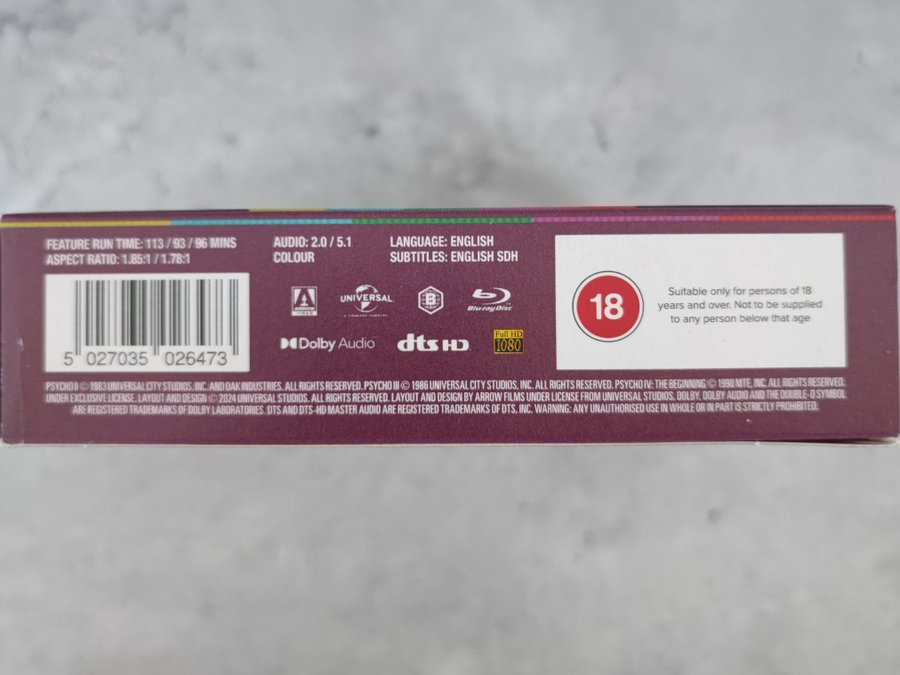 FEATURE RUN TIME: 113 / 93 / 96 MINS
ASPECT RATIO: 1.85:1 / 1.78:1
AUDIO: 2.0 / 5.1
COLOUR
LANGUAGE: ENGLISH
SUBTITLES: ENGLISH SDH
5 027035 026473
ARROW
UNIVERSAL
B
Blu-ray Disc
Dolby Audio
dts HD
Full HD
1080
18
Suitable only for persons of 18
years and over. Not to be supplied
to any person below that age
PSYCHO II © 1983 UNIVERSAL CITY STUDIOS, INC. AND OAK INDUSTRIES. ALL RIGHTS RESERVED. PSYCHO III © 1986 UNIVERSAL CITY STUDIOS, INC. ALL RIGHTS RESERVED. PSYCHO IV: THE BEGINNING © 1990 MTE, INC. ALL RIGHTS RESERVED.
UNDER EXCLUSIVE LICENSE. LAYOUT AND DESIGN © 2024 UNIVERSAL STUDIOS. ALL RIGHTS RESERVED. LAYOUT AND DESIGN BY ARROW FILMS UNDER LICENSE FROM UNIVERSAL STUDIOS. DOLBY, DOLBY AUDIO AND THE DOUBLE-D SYMBOL
ARE REGISTERED TRADEMARKS OF DOLBY LABORATORIES. DTS AND DTS-HD MASTER AUDIO ARE REGISTERED TRADEMARKS OF DTS, INC. WARNING: ANY UNAUTHORISED USE IN WHOLE OR IN PART IS STRICTLY PROHIBITED.